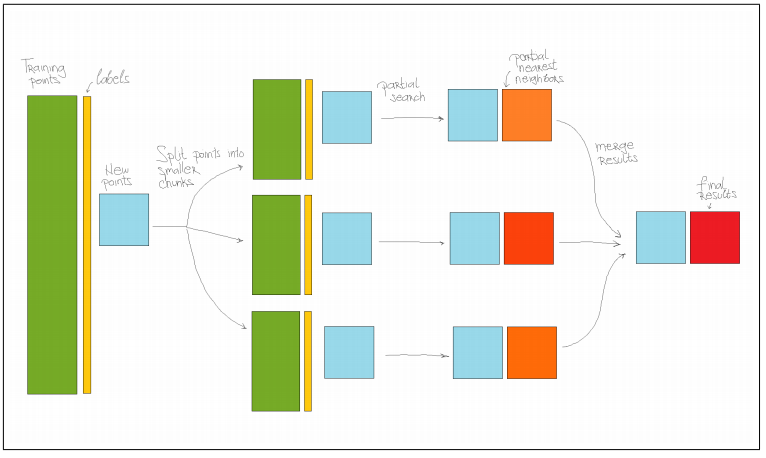 Training
points
labels
New
points
Split points into
smaller
chunks
partial
search
partial
nearest
neighbors
merge
results
final
results